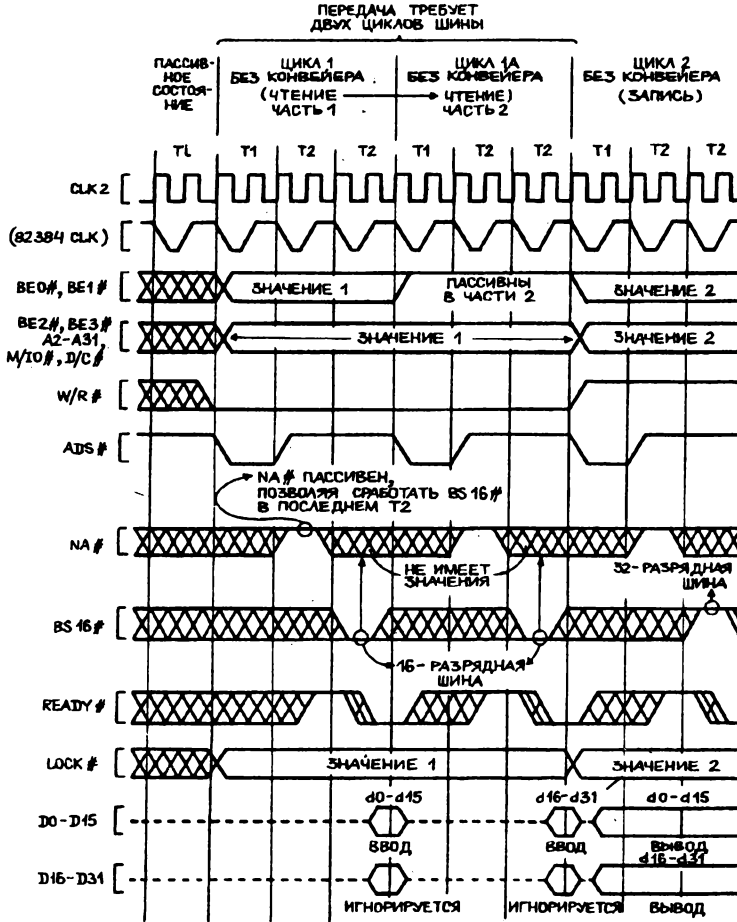 ПЕРЕДАЧА ТРЕБУЕТ
ДВУХ ЦИКЛОВ ШИНЫ
ПАССИВ-
НОЕ
СОСТОЯ-
НИЕ
ЦИКЛ 1
БЕЗ КОНВЕЙЕРА
(ЧТЕНИЕ
ЧАСТЬ 1
ЦИКЛ 1А
БЕЗ КОНВЕЙЕРА
ЧТЕНИЕ)
ЧАСТЬ 2
ЦИКЛ 2
БЕЗ КОНВЕЙЕРА
(ЗАПИСЬ)
Ti T1 T2 T2 T1 T2 T2 T1 T2 T2
CLK2
(82384 CLK)
BE0#, BE1# ЗНАЧЕНИЕ 1 ПАССИВНЫ
В ЧАСТИ 2 ЗНАЧЕНИЕ 2
BE2#, BE3#
A2-A31,
M/IO#, D/C# ЗНАЧЕНИЕ 1 ЗНАЧЕНИЕ 2
W/R#
ADS#
NA# ПАССИВЕН,
ПОЗВОЛЯЯ СРАБОТАТЬ BS16#
В ПОСЛЕДНЕМ T2
NA#
НЕ ИМЕЕТ
ЗНАЧЕНИЯ
32-РАЗРЯДНАЯ
ШИНА
BS16#
16-РАЗРЯДНАЯ
ШИНА
READY#
LOCK# ЗНАЧЕНИЕ 1 ЗНАЧЕНИЕ 2
d0-d15 d16-d31 d0-d15
D0-D15
ВВОД ВВОД ВЫВОД
d16-d31
D16-D31
ИГНОРИРУЕТСЯ ИГНОРИРУЕТСЯ ВЫВОД